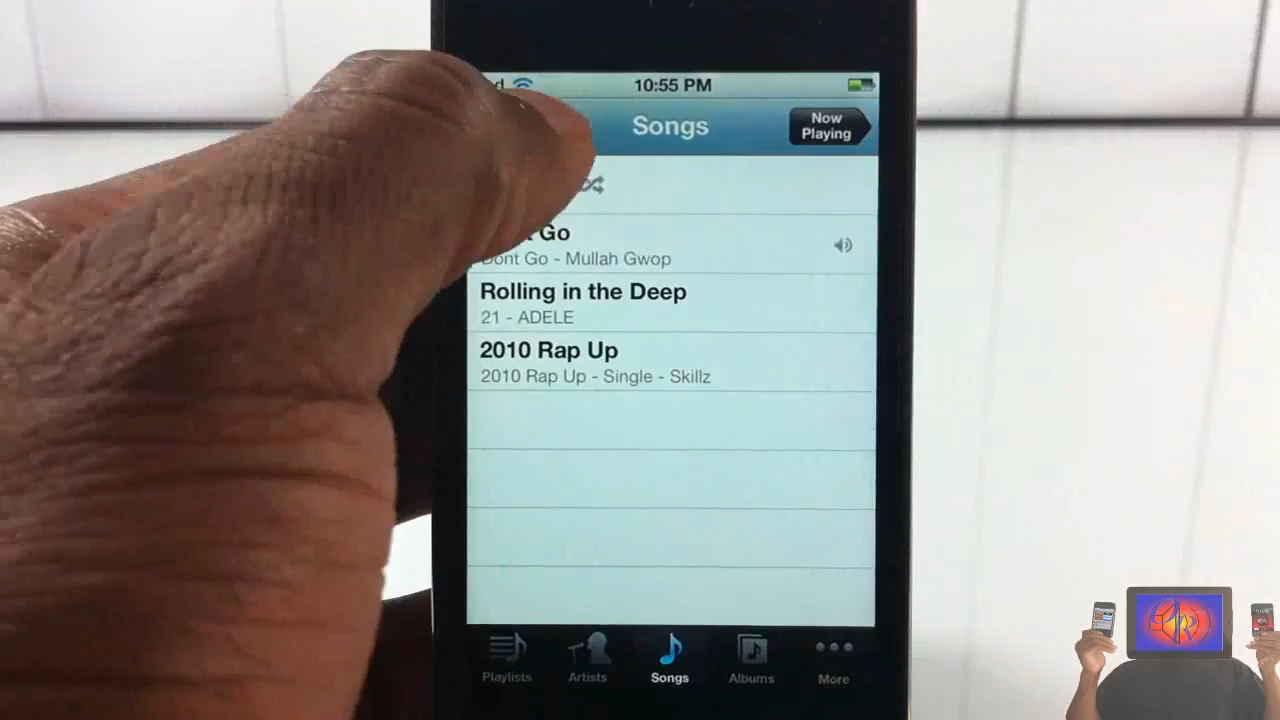 10:55 PM
Songs
Now
Playing
Go
Dont Go - Mullah Gwop
Rolling in the Deep
21 - ADELE
2010 Rap Up
2010 Rap Up - Single - Skillz
Playlists
Artists
Songs
Albums
More